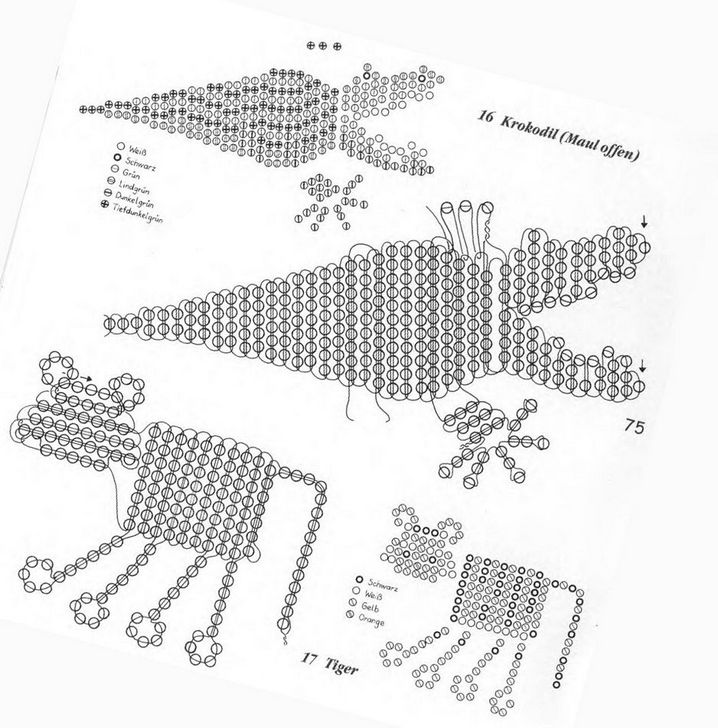 16 Krokodil (Maul offen)
Weiß
Schwarz
Grün
Lindgrün
Dunkelgrün
Tiefdunkelgrün
75
Schwarz
Weiß
Gelb
Orange
17 Tiger